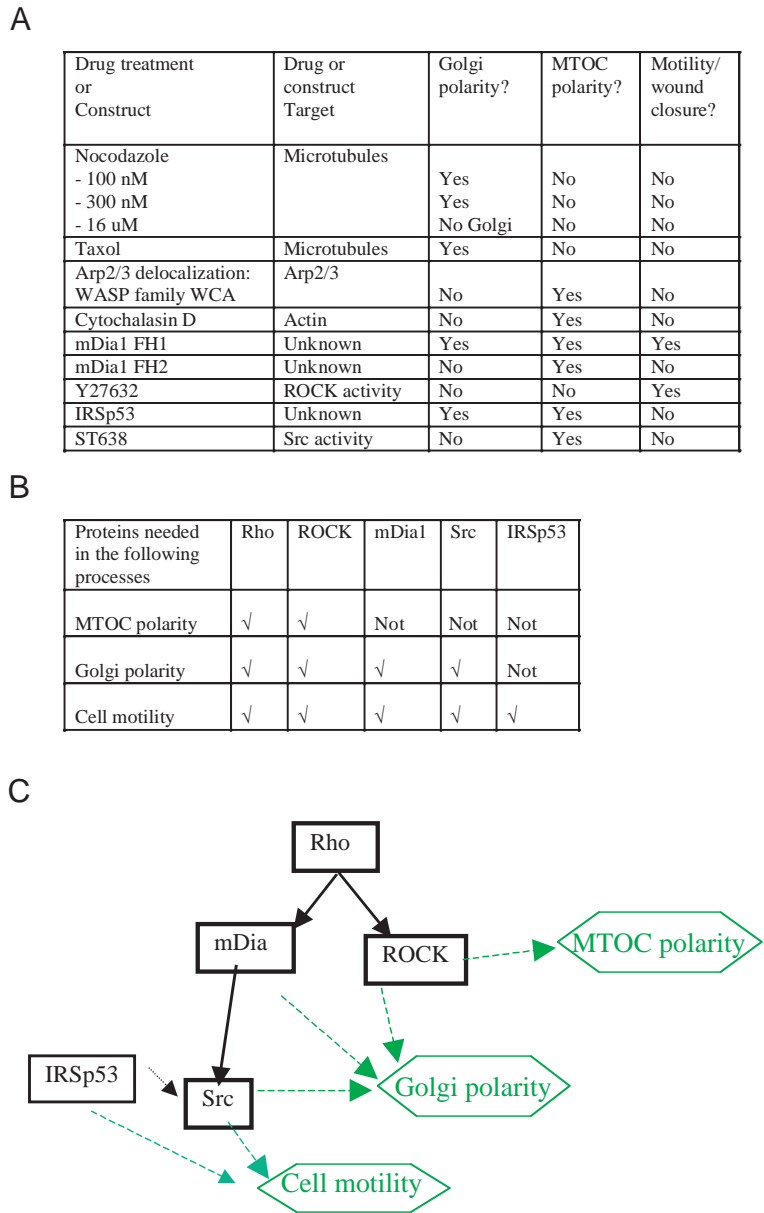 A
Drug treatment or Construct | Drug or construct Target | Golgi polarity? | MTOC polarity? | Motility/ wound closure?
Nocodazole | Microtubules
- 100 nM | Yes | No | No
- 300 nM | Yes | No | No
- 16 uM | No Golgi | No | No
Taxol | Microtubules | Yes | No | No
Arp2/3 delocalization: | Arp2/3
WASP family WCA | No | Yes | No
Cytochalasin D | Actin | No | Yes | No
mDia1 FH1 | Unknown | Yes | Yes | Yes
mDia1 FH2 | Unknown | No | Yes | No
Y27632 | ROCK activity | No | No | Yes
IRSp53 | Unknown | Yes | Yes | No
ST638 | Src activity | No | Yes | No
B
Proteins needed in the following processes | Rho | ROCK | mDia1 | Src | IRSp53
MTOC polarity | √ | √ | Not | Not | Not
Golgi polarity | √ | √ | √ | √ | Not
Cell motility | √ | √ | √ | √ | √
C
Rho
mDia
ROCK
MTOC polarity
IRSp53
Src
Golgi polarity
Cell motility